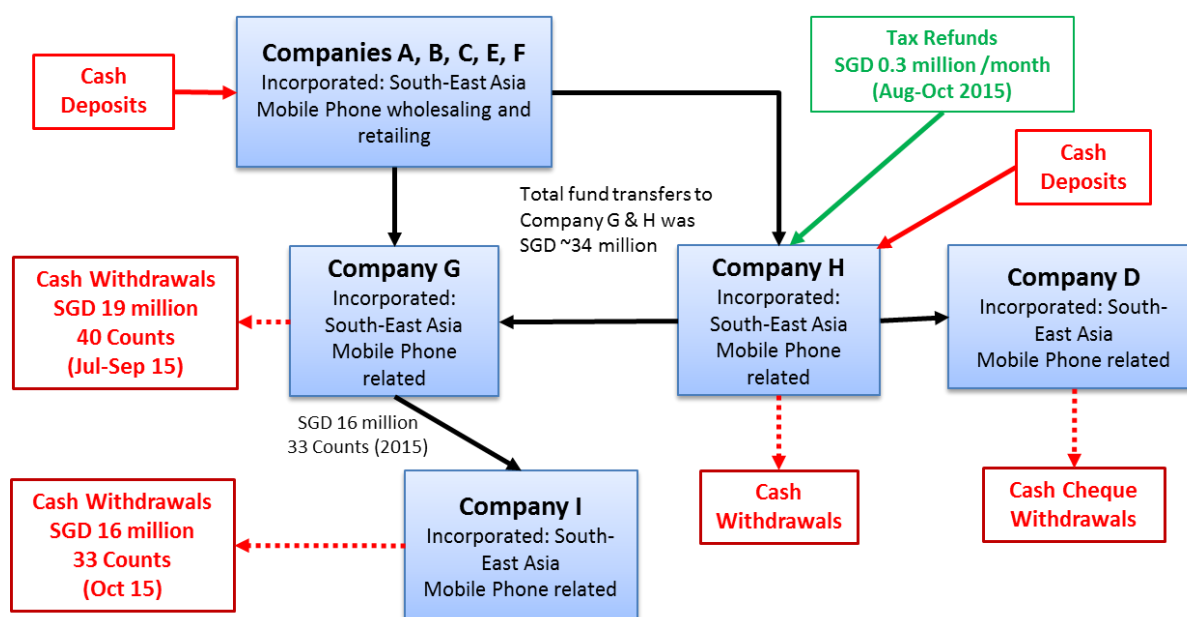 Companies A, B, C, E, F
Incorporated: South-East Asia
Mobile Phone wholesaling and
retailing
Tax Refunds
SGD 0.3 million /month
(Aug-Oct 2015)
Cash
Deposits
Cash
Deposits
Total fund transfers to
Company G & H was
SGD ~34 million
Cash Withdrawals
SGD 19 million
40 Counts
(Jul-Sep 15)
Company G
Incorporated:
South-East Asia
Mobile Phone
related
Company H
Incorporated:
South-East Asia
Mobile Phone
related
Company D
Incorporated: South-
East Asia
Mobile Phone related
SGD 16 million
33 Counts (2015)
Cash Withdrawals
SGD 16 million
33 Counts
(Oct 15)
Company I
Incorporated: South-
East Asia
Mobile Phone related
Cash
Withdrawals
Cash Cheque
Withdrawals